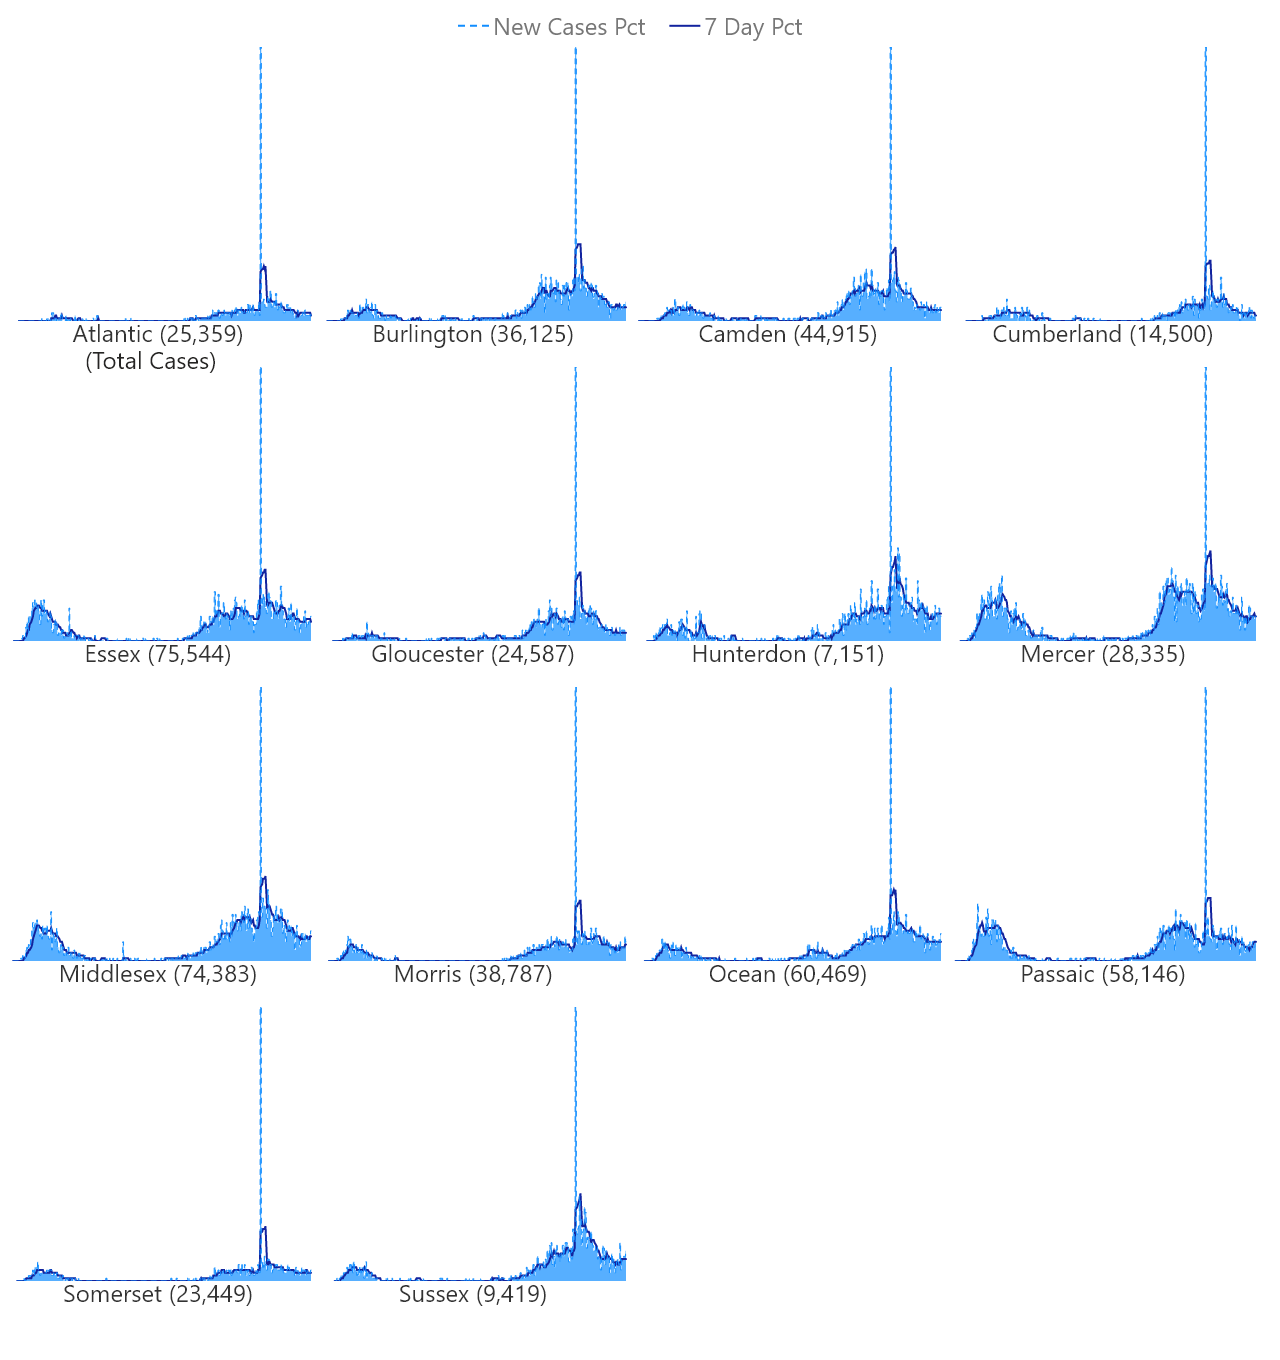 New Cases Pct 7 Day Pct
Atlantic (25,359)
(Total Cases)
Burlington (36,125)
Camden (44,915)
Cumberland (14,500)
Essex (75,544)
Gloucester (24,587)
Hunterdon (7,151)
Mercer (28,335)
Middlesex (74,383)
Morris (38,787)
Ocean (60,469)
Passaic (58,146)
Somerset (23,449)
Sussex (9,419)